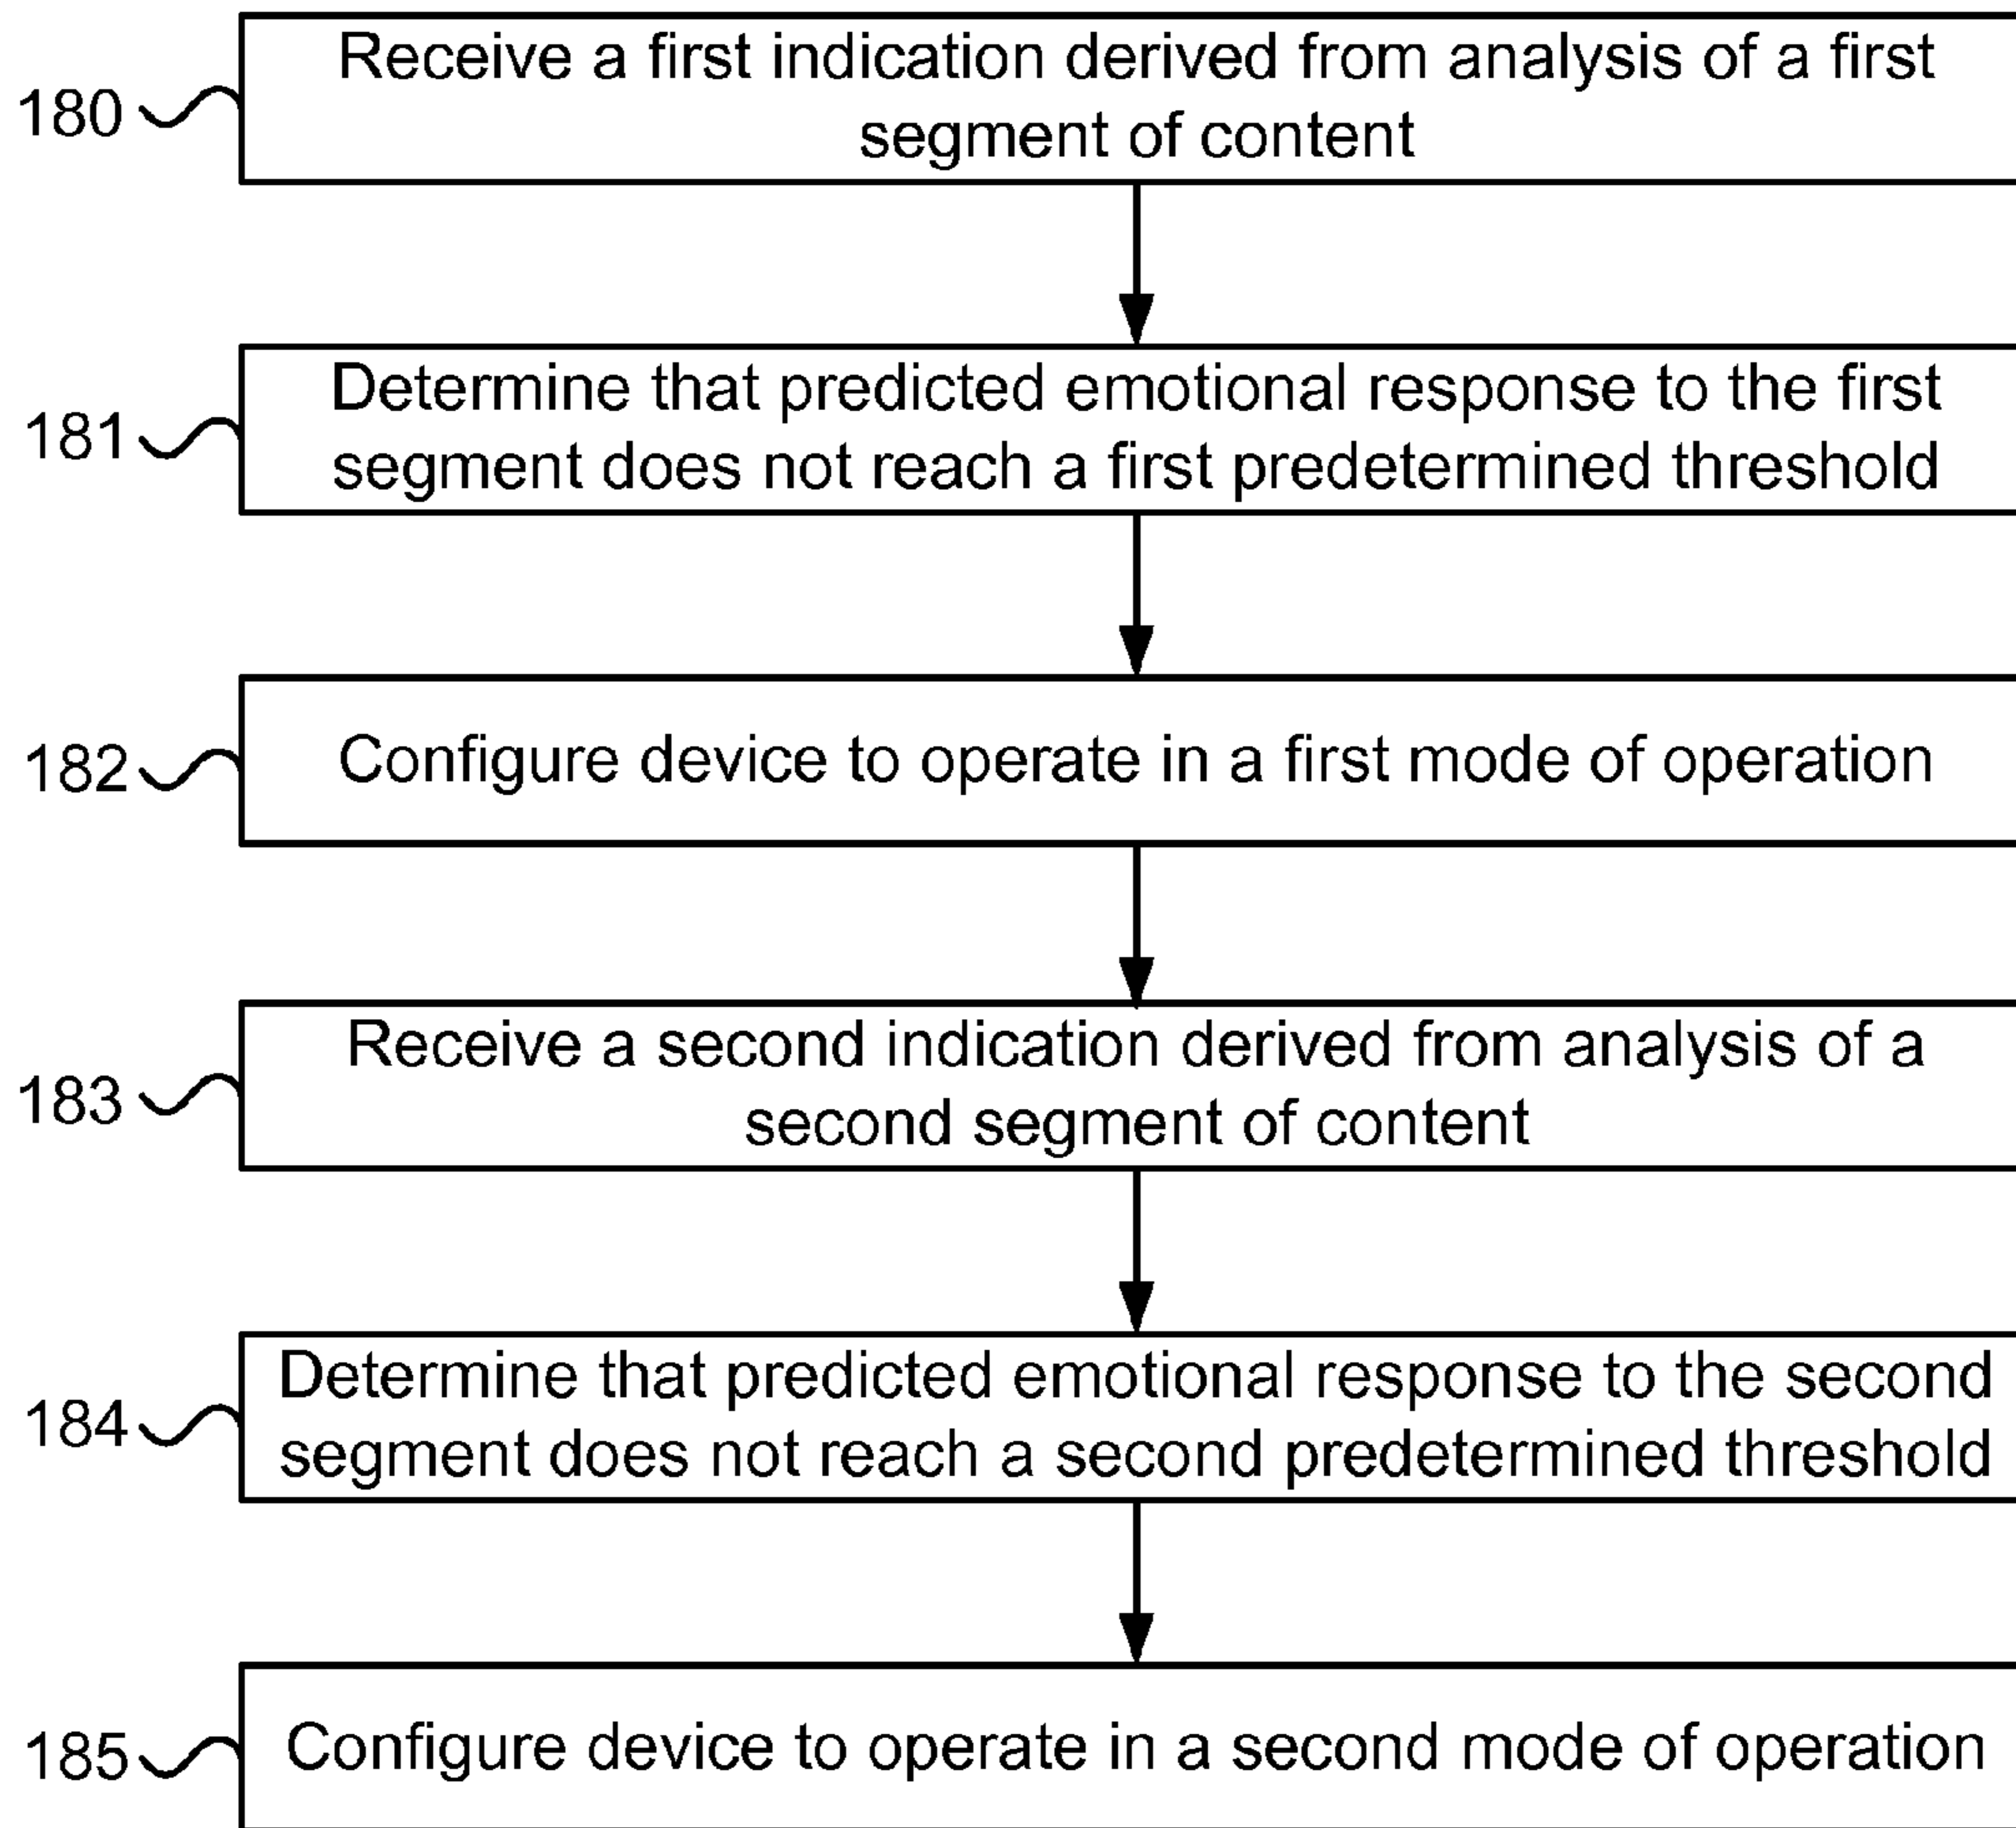 Receive a first indication derived from analysis of a first
segment of content
180
Determine that predicted emotional response to the first
segment does not reach a first predetermined threshold
181
Configure device to operate in a first mode of operation
182
Receive a second indication derived from analysis of a
second segment of content
183
Determine that predicted emotional response to the second
segment does not reach a second predetermined threshold
184
Configure device to operate in a second mode of operation
185